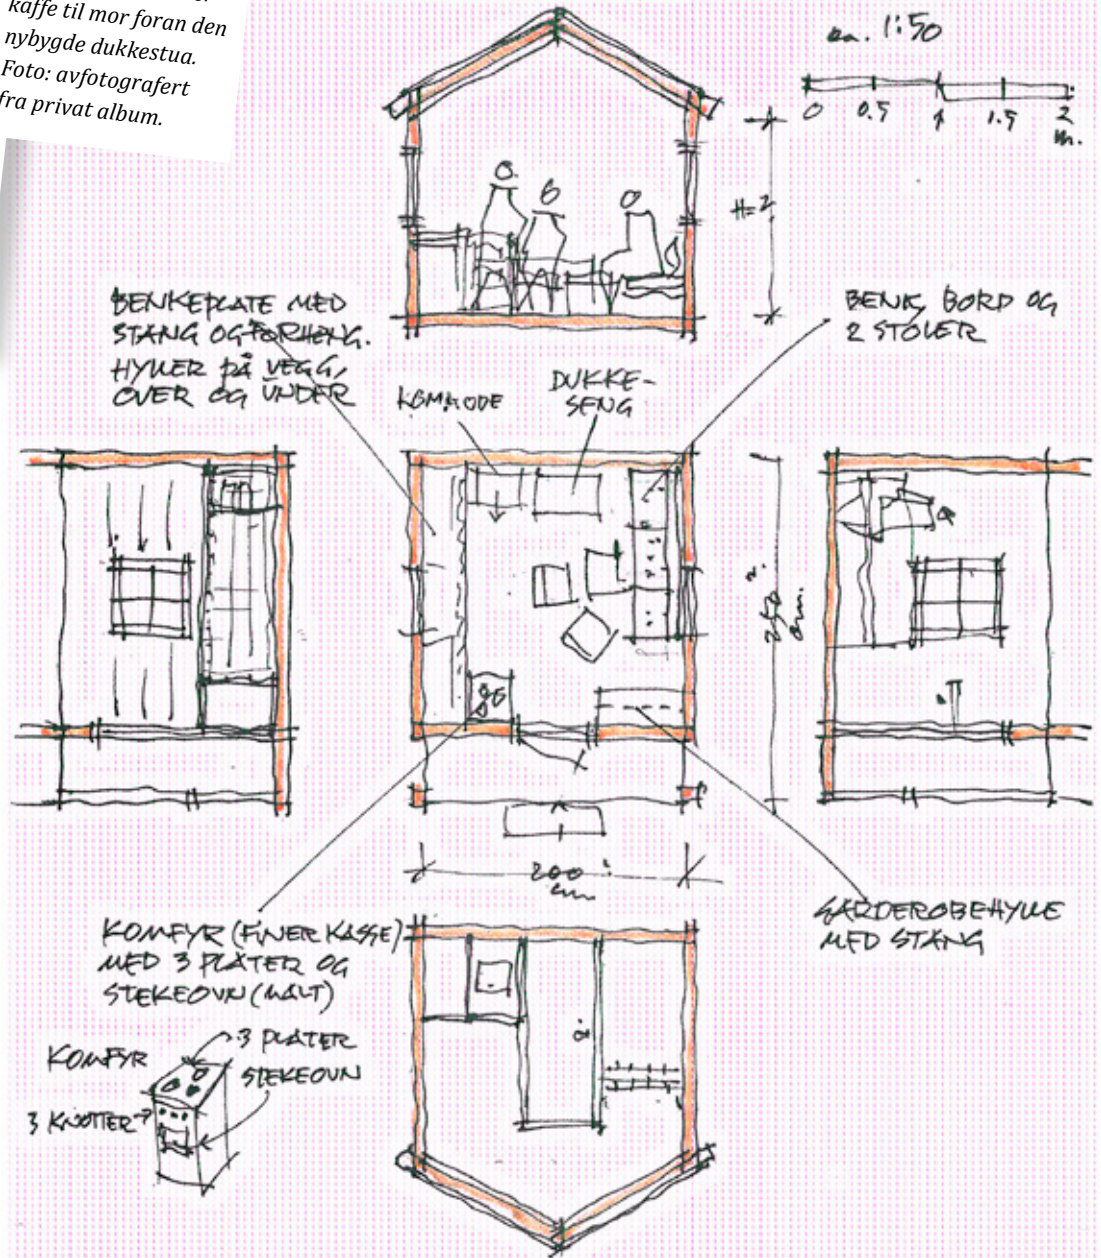 kaffe til mor foran den
nybygde dukkestua.
Foto: avfotografert
fra privat album.
ca. 1:50
0 0.5 1 1.5 2
m.
H=2
BENKEPLATE MED
STANG OG FORHENG.
HYLLER PÅ VEGG,
OVER OG UNDER
BENK, BORD OG
2 STOLER
KOMMODE
DUKKE-
SENG
250
cm.
200
cm
KOMFYR (FINER KASSE)
MED 3 PLATER OG
STEKEOVN (MALT)
GARDEROBEHYLLE
MED STANG
KOMFYR
3 PLATER
STEKEOVN
3 KNOTTER